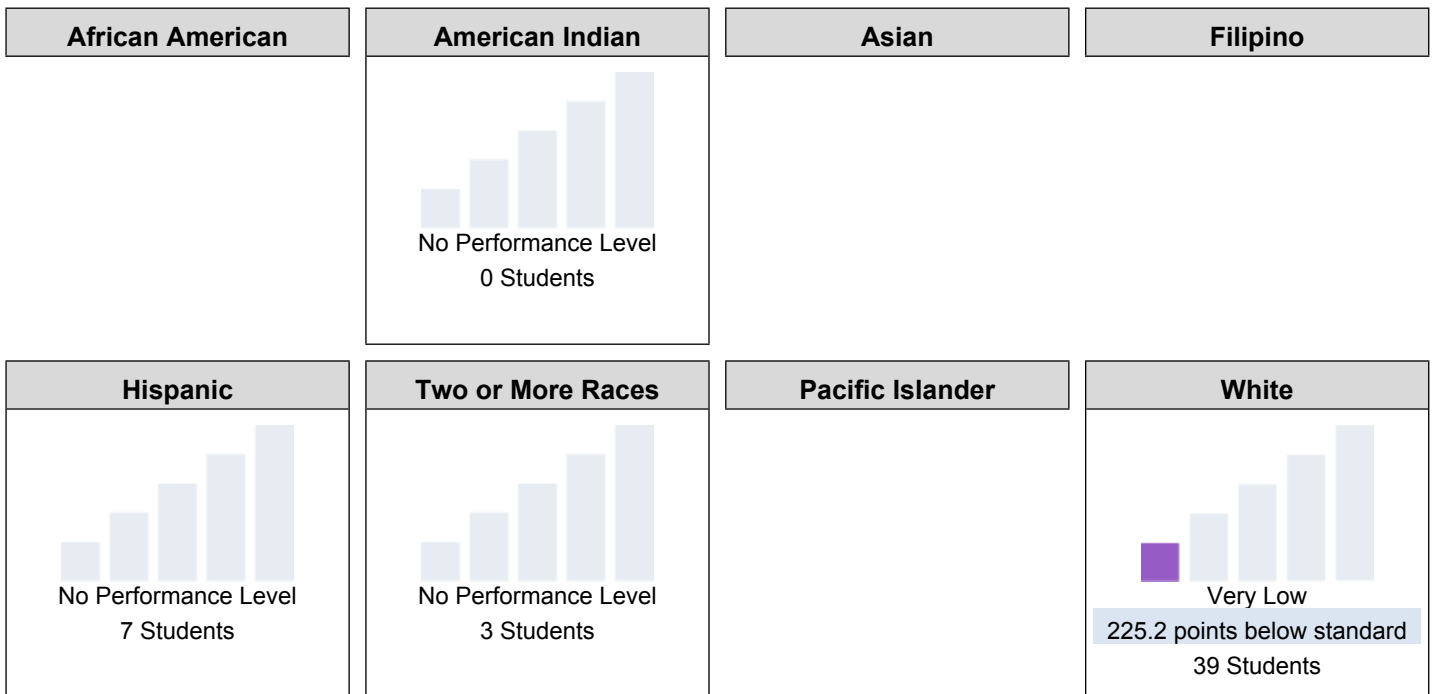 African American
American Indian
Asian
Filipino
No Performance Level
0 Students
Hispanic
Two or More Races
Pacific Islander
White
No Performance Level
7 Students
No Performance Level
3 Students
Very Low
225.2 points below standard
39 Students